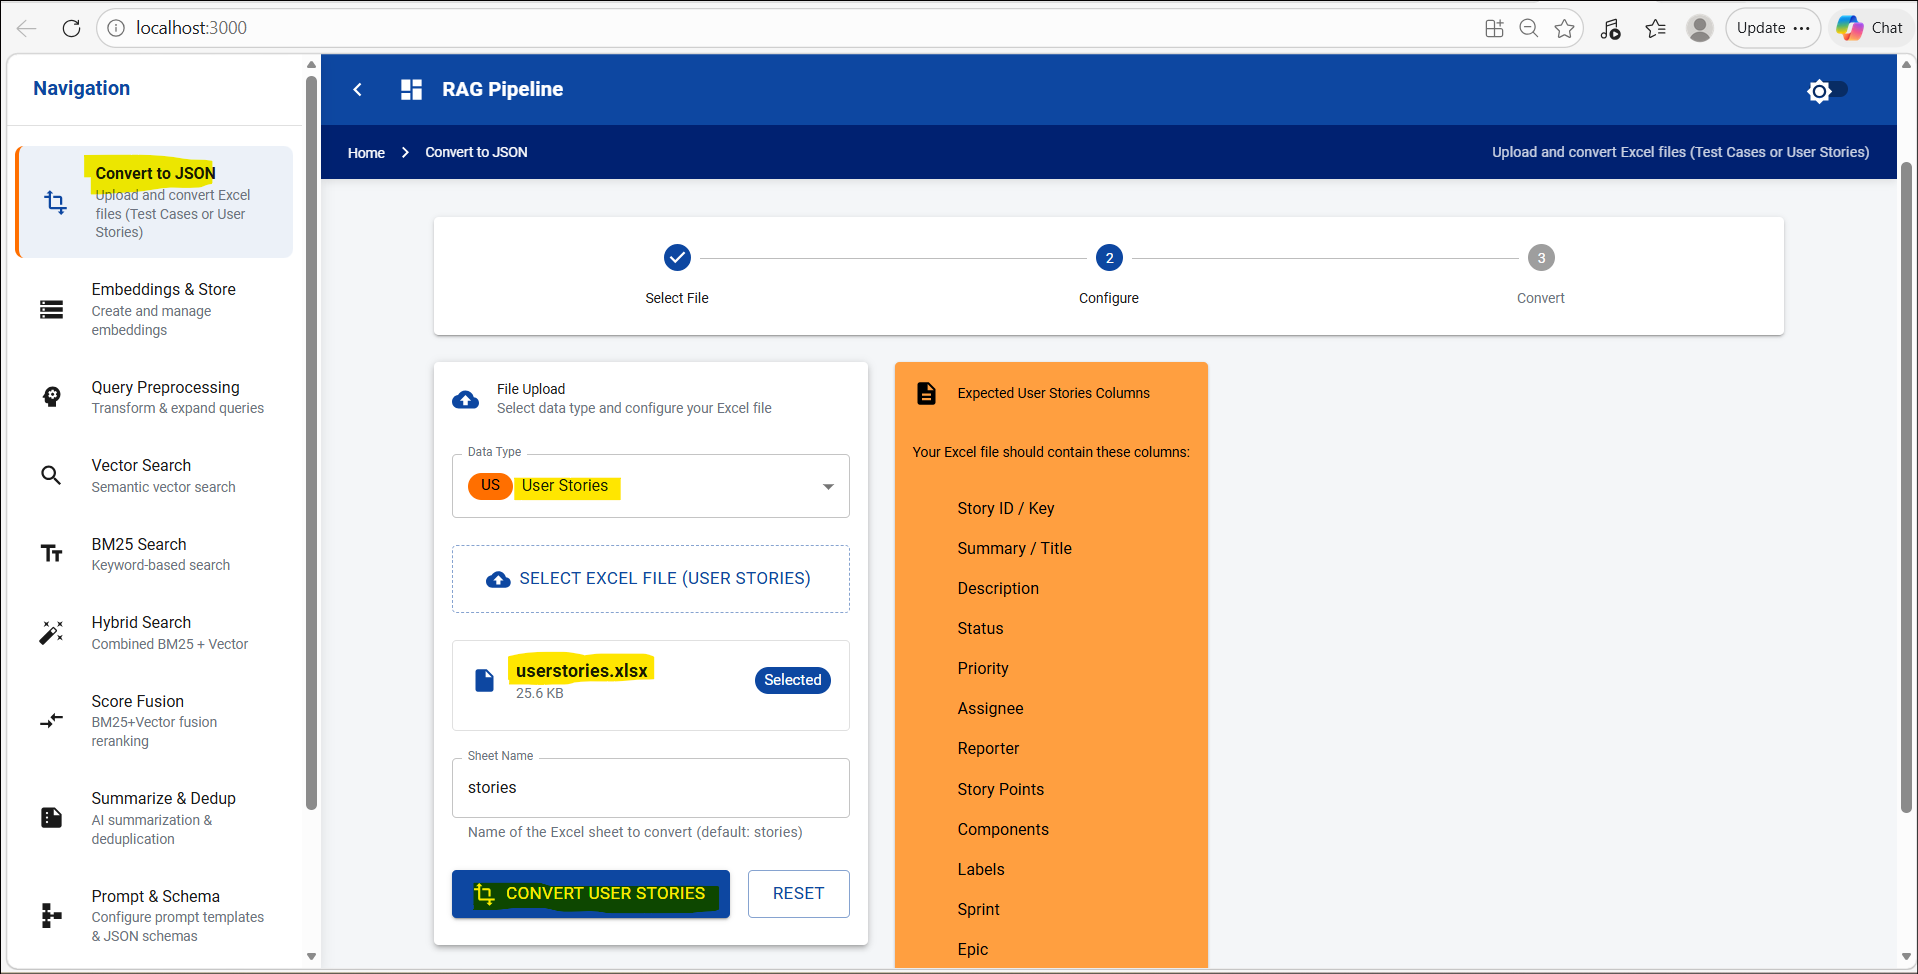 localhost:3000
Update
Chat
Navigation
Convert to JSON
Upload and convert Excel
files (Test Cases or User
Stories)
Embeddings & Store
Create and manage
embeddings
Query Preprocessing
Transform & expand queries
Vector Search
Semantic vector search
BM25 Search
Keyword-based search
Hybrid Search
Combined BM25 + Vector
Score Fusion
BM25+Vector fusion
reranking
Summarize & Dedup
AI summarization &
deduplication
Prompt & Schema
Configure prompt templates
& JSON schemas
RAG Pipeline
Home
Convert to JSON
Upload and convert Excel files (Test Cases or User Stories)
Select File
2
Configure
3
Convert
File Upload
Select data type and configure your Excel file
Data Type
US User Stories
SELECT EXCEL FILE (USER STORIES)
userstories.xlsx
25.6 KB
Selected
Sheet Name
stories
Name of the Excel sheet to convert (default: stories)
CONVERT USER STORIES
RESET
Expected User Stories Columns
Your Excel file should contain these columns:
Story ID / Key
Summary / Title
Description
Status
Priority
Assignee
Reporter
Story Points
Components
Labels
Sprint
Epic